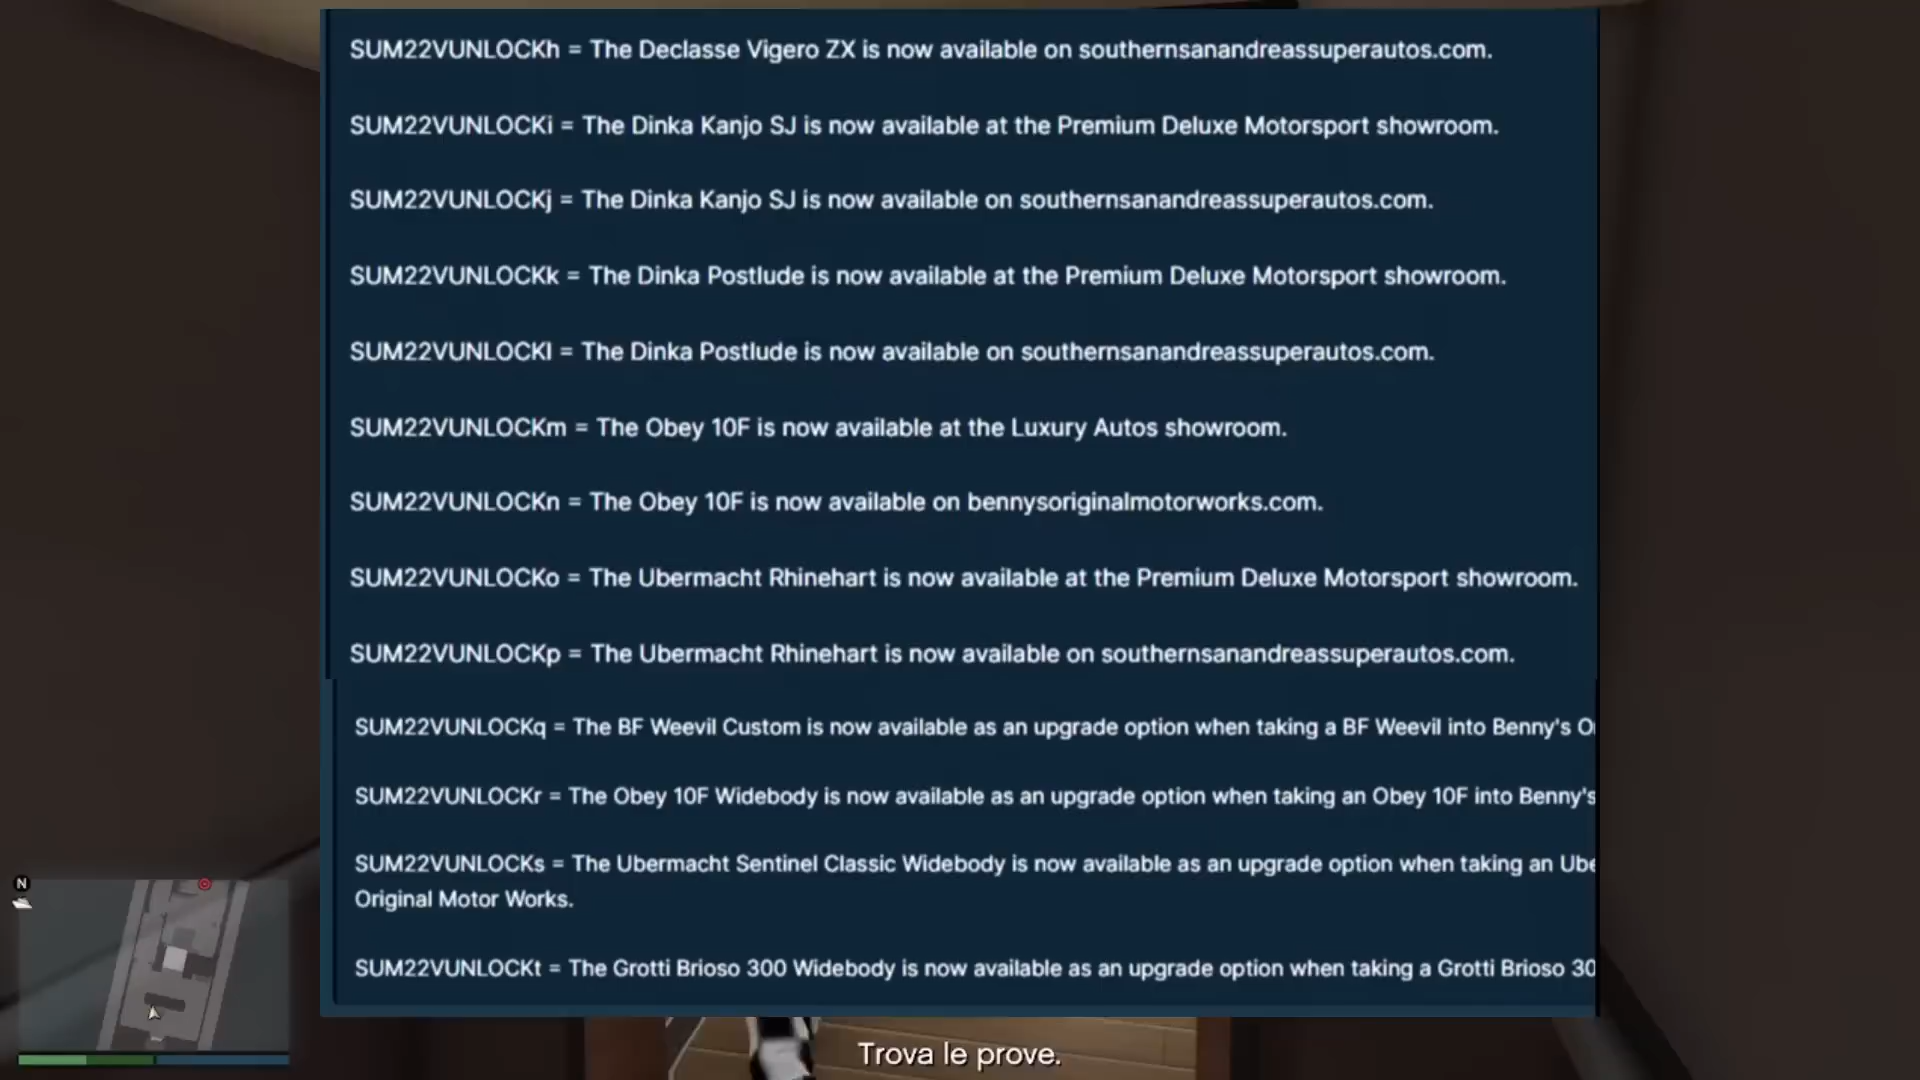 SUM22VUNLOCKh = The Declasse Vigero ZX is now available on southernsanandreassuperautos.com.
SUM22VUNLOCKi = The Dinka Kanjo SJ is now available at the Premium Deluxe Motorsport showroom.
SUM22VUNLOCKj = The Dinka Kanjo SJ is now available on southernsanandreassuperautos.com.
SUM22VUNLOCKk = The Dinka Postlude is now available at the Premium Deluxe Motorsport showroom.
SUM22VUNLOCKl = The Dinka Postlude is now available on southernsanandreassuperautos.com.
SUM22VUNLOCKm = The Obey 10F is now available at the Luxury Autos showroom.
SUM22VUNLOCKn = The Obey 10F is now available on bennysoriginalmotorworks.com.
SUM22VUNLOCKo = The Ubermacht Rhinehart is now available at the Premium Deluxe Motorsport showroom.
SUM22VUNLOCKp = The Ubermacht Rhinehart is now available on southernsanandreassuperautos.com.
SUM22VUNLOCKq = The BF Weevil Custom is now available as an upgrade option when taking a BF Weevil into Benny's
SUM22VUNLOCKr = The Obey 10F Widebody is now available as an upgrade option when taking an Obey 10F into Benny's
SUM22VUNLOCKs = The Ubermacht Sentinel Classic Widebody is now available as an upgrade option when taking an
Original Motor Works.
SUM22VUNLOCKt = The Grotti Brioso 300 Widebody is now available as an upgrade option when taking a Grotti Brioso
N
Trova le prove.